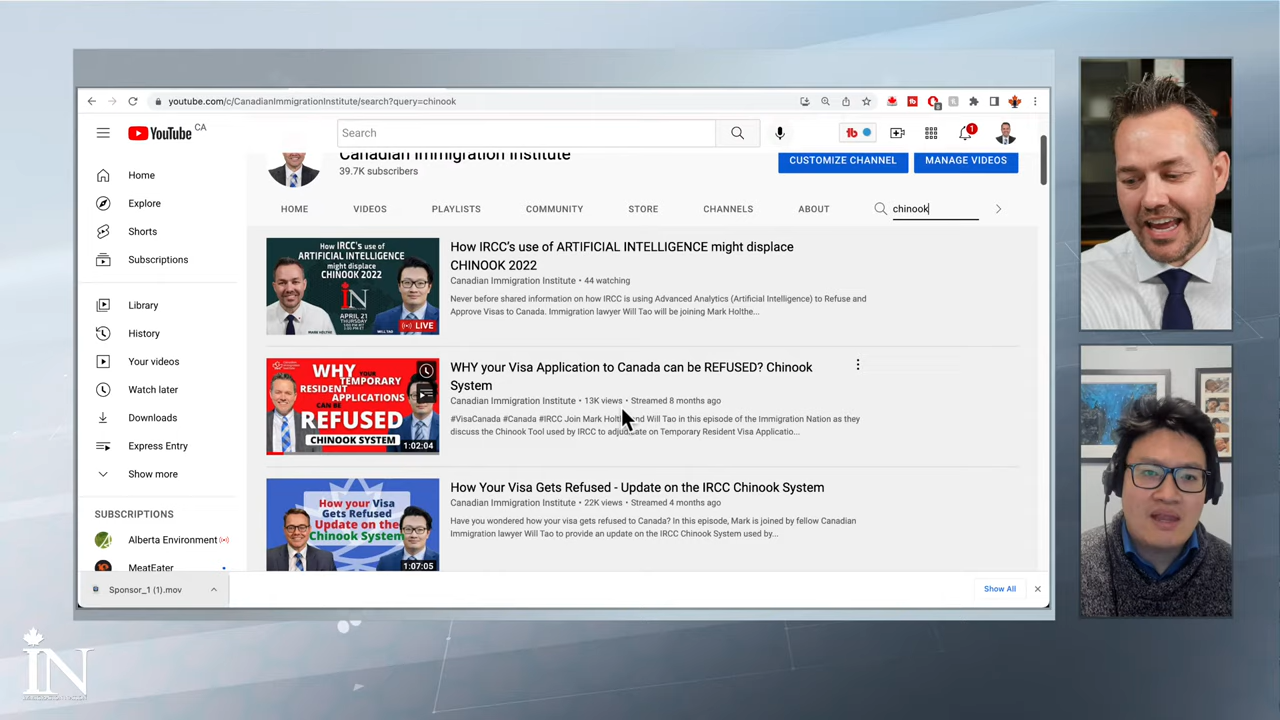 youtube.com/c/CanadianImmigrationInstitute/search?query=chinook
YouTube CA
Search
tb
1
Canadian Immigration Institute
39.7K subscribers
CUSTOMIZE CHANNEL
MANAGE VIDEOS
HOME
VIDEOS
PLAYLISTS
COMMUNITY
STORE
CHANNELS
ABOUT
chinook
Home
Explore
Shorts
Subscriptions
Library
History
Your videos
Watch later
Downloads
Express Entry
Show more
SUBSCRIPTIONS
Alberta Environment
MeatEater
How IRCC's use of
ARTIFICIAL INTELLIGENCE
might displace
CHINOOK 2022
IN
APRIL 21
THURSDAY
LIVE
How IRCC's use of ARTIFICIAL INTELLIGENCE might displace
CHINOOK 2022
Canadian Immigration Institute • 44 watching
Never before shared information on how IRCC is using Advanced Analytics (Artificial Intelligence) to Refuse and
Approve Visas to Canada. Immigration lawyer Will Tao will be joining Mark Holthe...
WHY
YOUR TEMPORARY
RESIDENT APPLICATIONS
CAN BE
REFUSED
CHINOOK SYSTEM
1:02:04
WHY your Visa Application to Canada can be REFUSED? Chinook
System
Canadian Immigration Institute • 13K views • Streamed 8 months ago
#VisaCanada #Canada #IRCC Join Mark and Will Tao in this episode of the Immigration Nation as they
discuss the Chinook Tool used by IRCC to adjudicate on Temporary Resident Visa Applicatio...
How your Visa
Gets Refused
Update on the
Chinook System
1:07:05
How Your Visa Gets Refused - Update on the IRCC Chinook System
Canadian Immigration Institute • 22K views • Streamed 4 months ago
Have you wondered how your visa gets refused to Canada? In this episode, Mark is joined by fellow Canadian
Immigration lawyer Will Tao to provide an update on the IRCC Chinook System used by...
Sponsor_1 (1).mov
Show All
IN